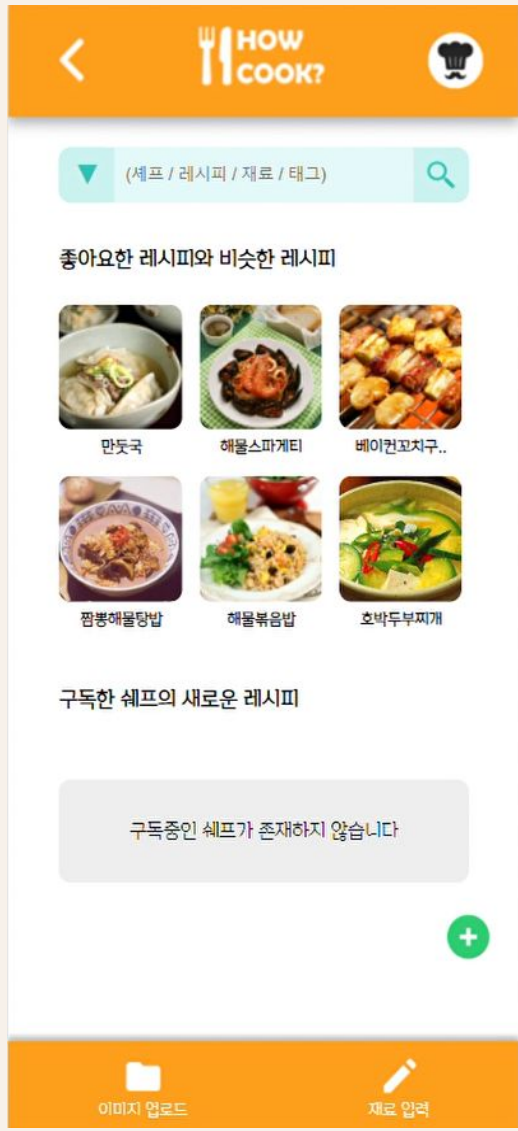 HOW
COOK?
(셰프 / 레시피 / 재료 / 태그)
좋아요한 레시피와 비슷한 레시피
만둣국
해물스파게티
베이컨꼬치구..
짬뽕해물탕밥
해물볶음밥
호박두부찌개
구독한 쉐프의 새로운 레시피
구독중인 쉐프가 존재하지 않습니다
이미지 업로드
재료 입력